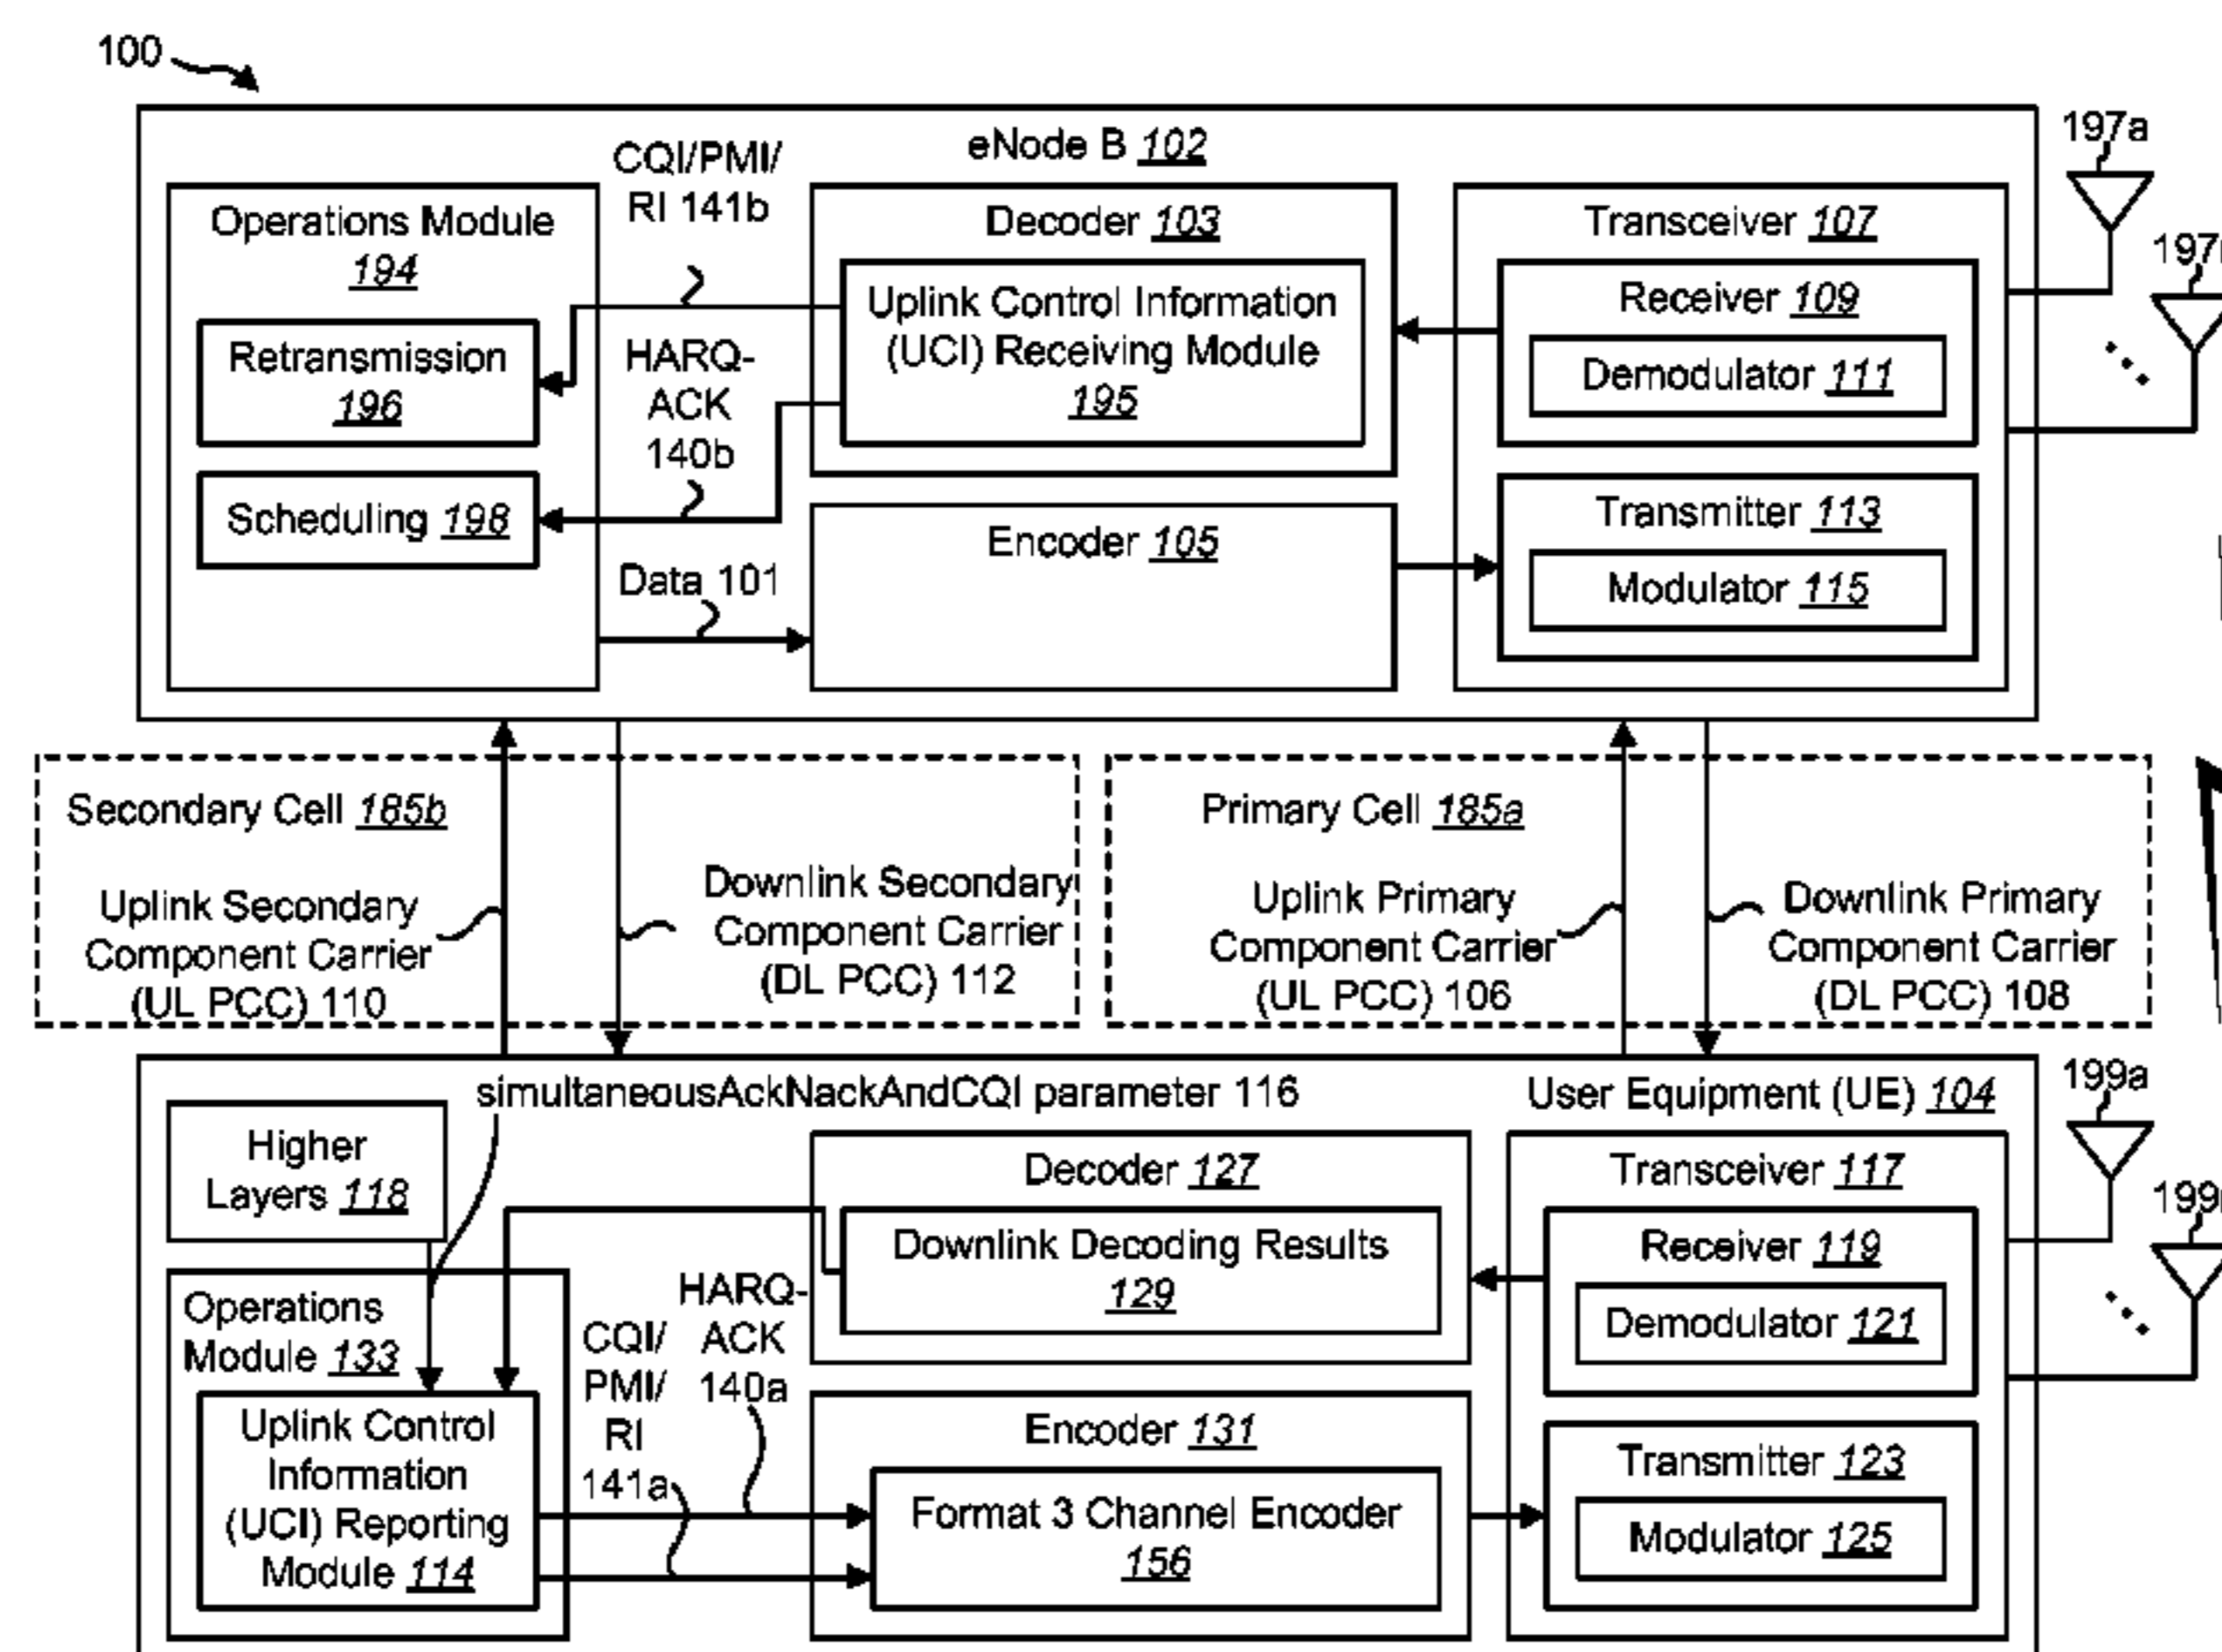 100
eNode B 102
197a
197
CQI/PMI/
RI 141b
Operations Module
194
Retransmission
196
Scheduling 198
HARQ-
ACK
140b
Data 101
Decoder 103
Uplink Control Information
(UCI) Receiving Module
195
Encoder 105
Transceiver 107
Receiver 109
Demodulator 111
Transmitter 113
Modulator 115
Secondary Cell 185b
Uplink Secondary
Component Carrier
(UL PCC) 110
Downlink Secondary
Component Carrier
(DL PCC) 112
Primary Cell 185a
Uplink Primary
Component Carrier
(UL PCC) 106
Downlink Primary
Component Carrier
(DL PCC) 108
simultaneousAckNackAndCQI parameter 116
User Equipment (UE) 104
199a
199
Higher
Layers 118
Operations
Module 133
Uplink Control
Information
(UCI) Reporting
Module 114
CQI/
PMI/
RI
141a
HARQ-
ACK
140a
Decoder 127
Downlink Decoding Results
129
Encoder 131
Format 3 Channel Encoder
156
Transceiver 117
Receiver 119
Demodulator 121
Transmitter 123
Modulator 125